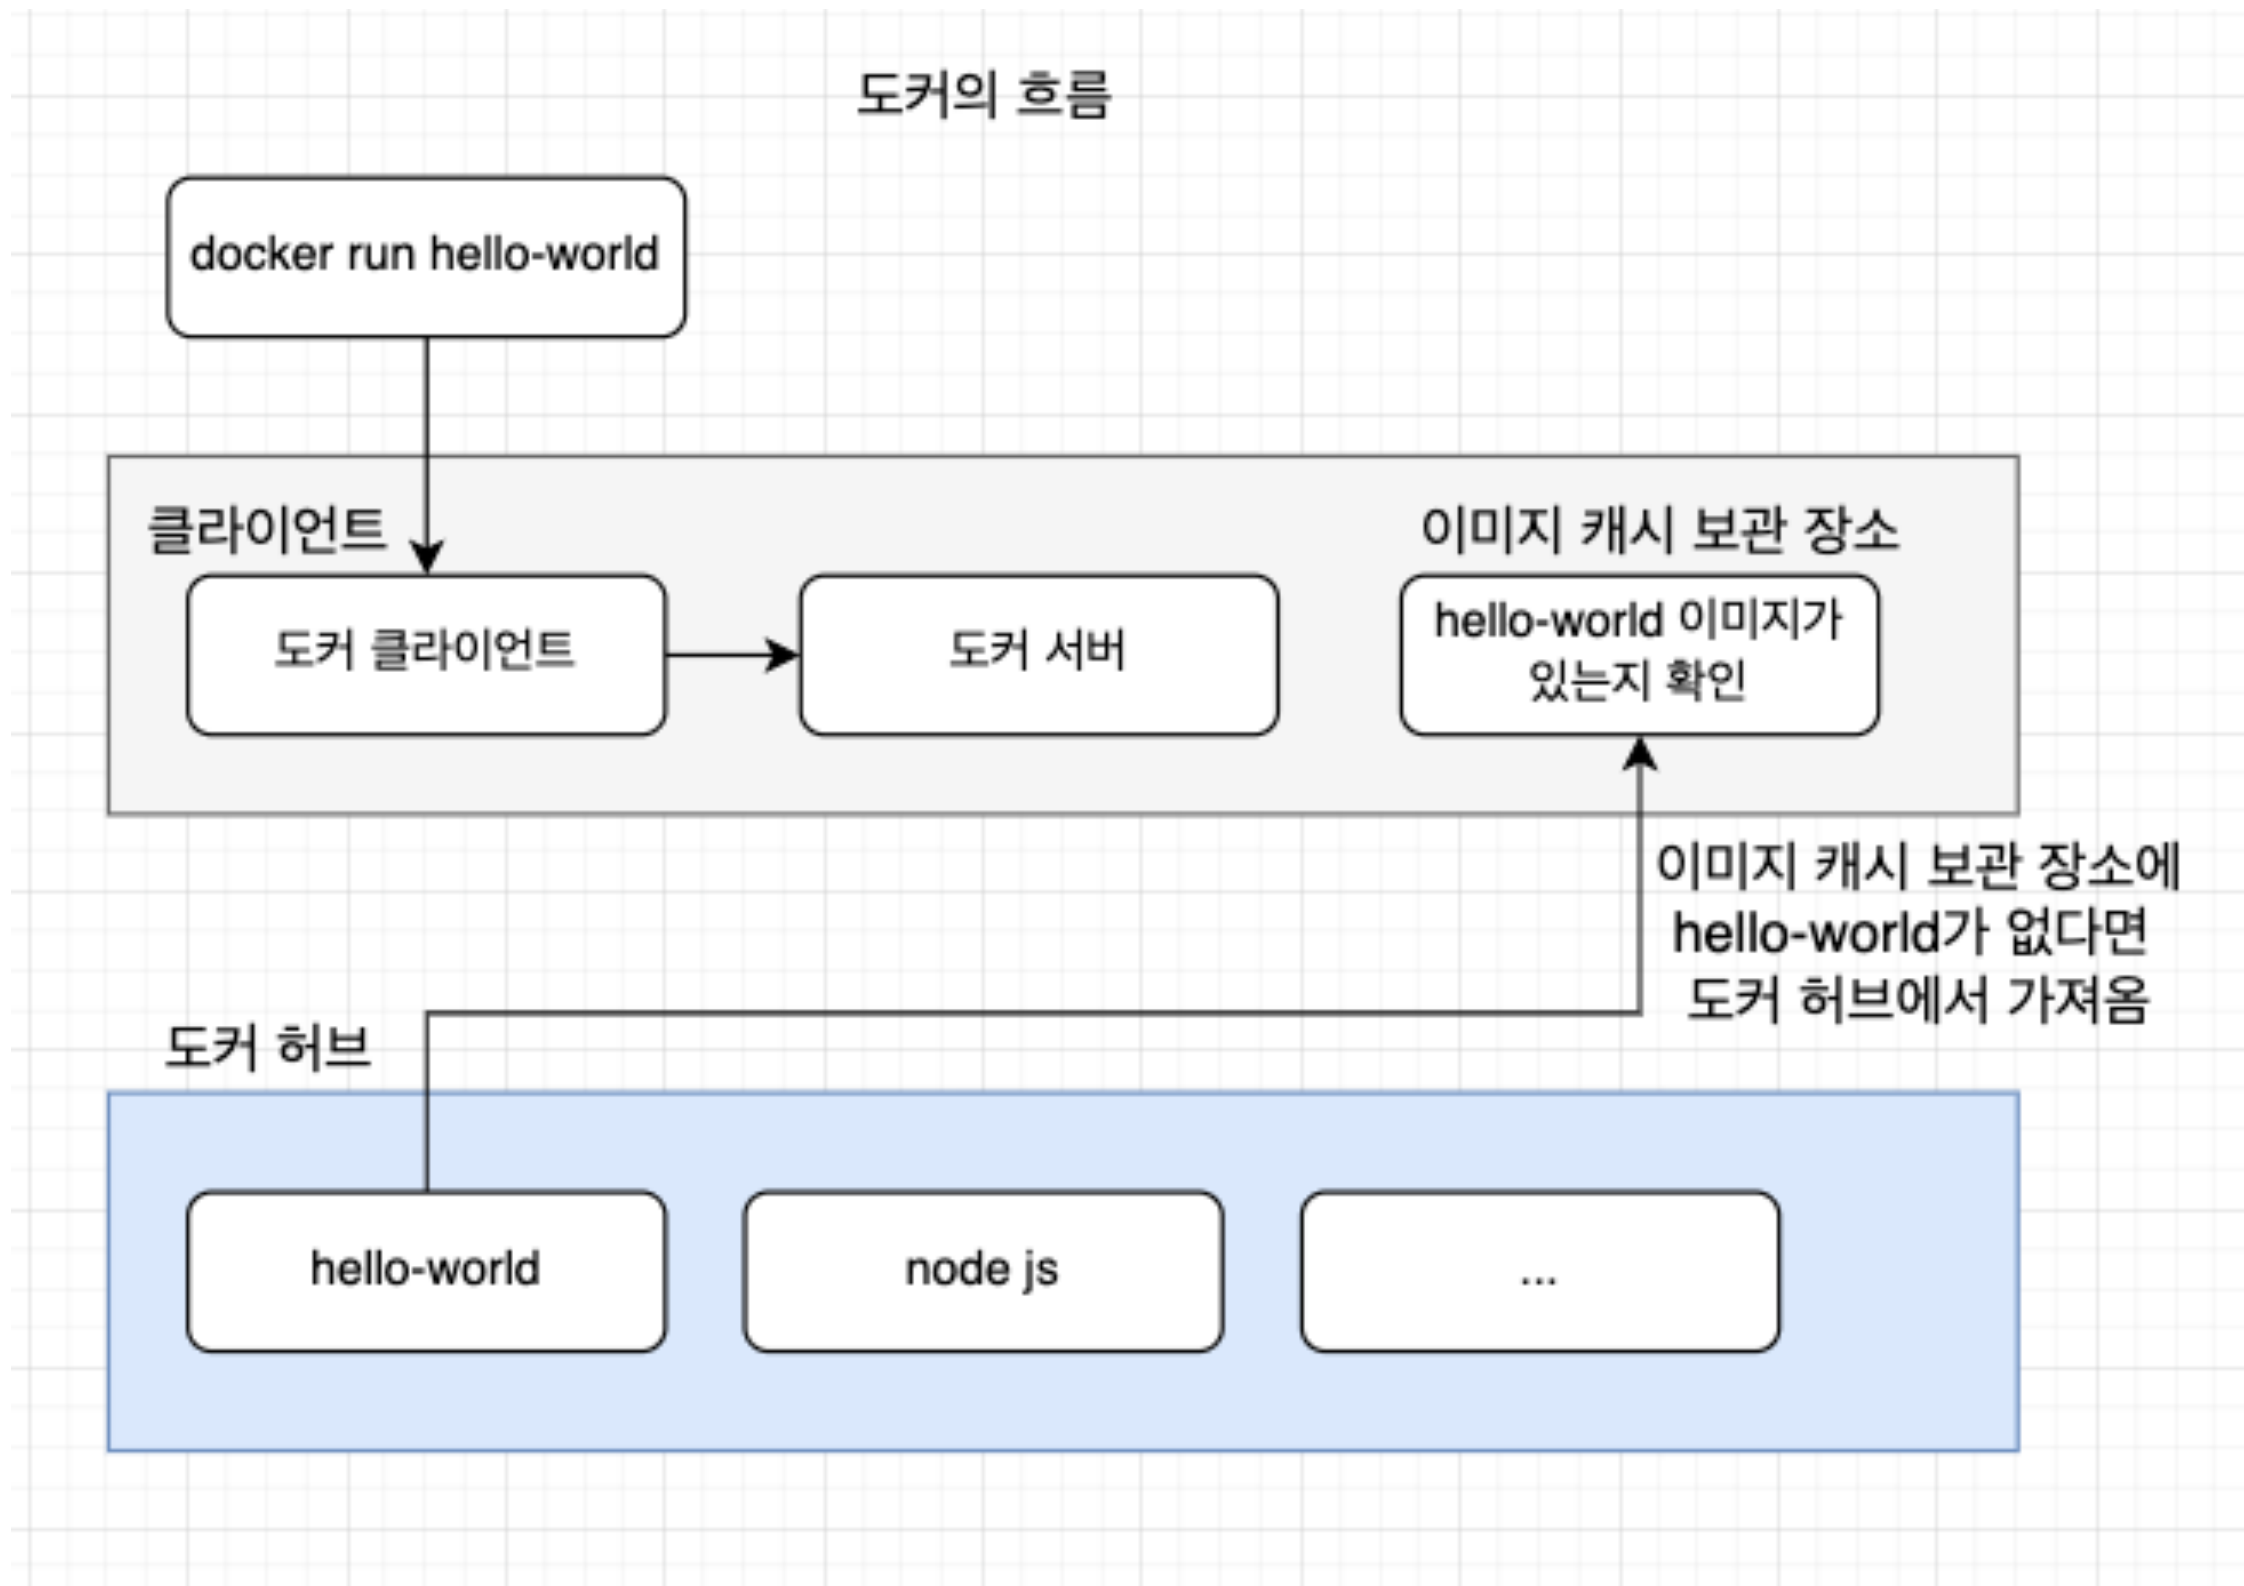 도커의 흐름
docker run hello-world
클라이언트
이미지 캐시 보관 장소
도커 클라이언트
도커 서버
hello-world 이미지가
있는지 확인
이미지 캐시 보관 장소에
hello-world가 없다면
도커 허브에서 가져옴
도커 허브
hello-world
node js
...